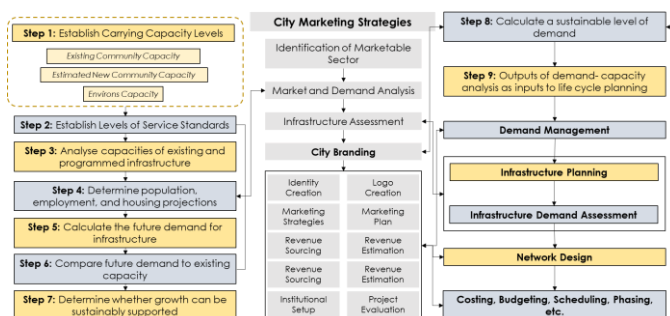 Step 1: Establish Carrying Capacity Levels
Existing Community Capacity
Estimated New Community Capacity
Environs Capacity
Step 2: Establish Levels of Service Standards
Step 3: Analyse capacities of existing and
programmed infrastructure
Step 4: Determine population,
employment, and housing projections
Step 5: Calculate the future demand for
infrastructure
Step 6: Compare future demand to existing
capacity
Step 7: Determine whether growth can be
sustainably supported
City Marketing Strategies
Identification of Marketable
Sector
Market and Demand Analysis
Infrastructure Assessment
City Branding
Identity
Creation
Logo
Creation
Marketing
Strategies
Marketing
Plan
Revenue
Sourcing
Revenue
Estimation
Revenue
Sourcing
Revenue
Estimation
Institutional
Setup
Project
Evaluation
Step 8: Calculate a sustainable level of
demand
Step 9: Outputs of demand- capacity
analysis as inputs to life cycle planning
Demand Management
Infrastructure Planning
Infrastructure Demand Assessment
Network Design
Costing, Budgeting, Scheduling, Phasing,
etc.